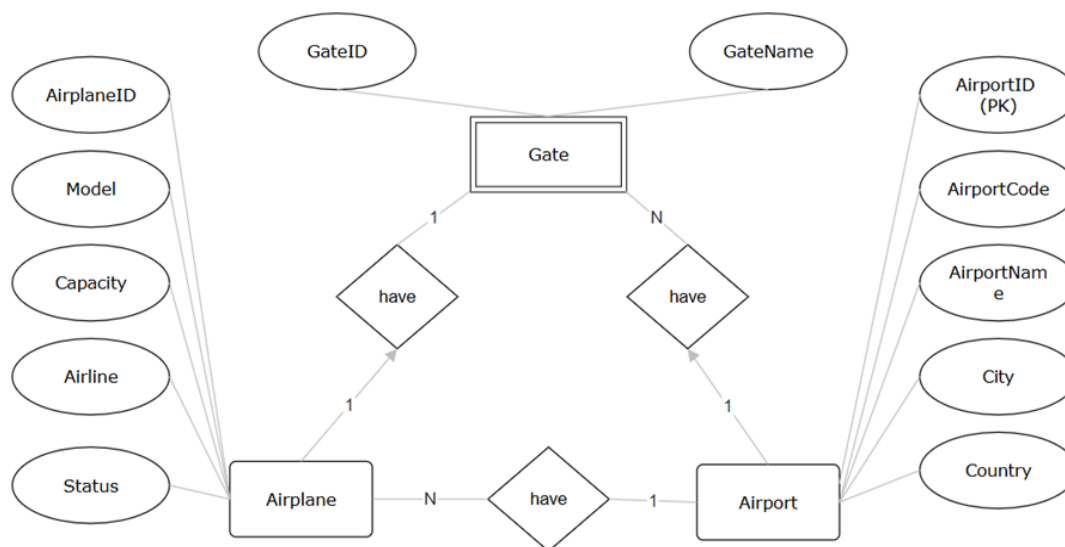 GateID
GateName
AirplaneID
AirportID
(PK)
Gate
Model
AirportCode
1
N
Capacity
have
have
AirportNam
e
Airline
1
1
City
Status
Airplane
N
have
1
Airport
Country